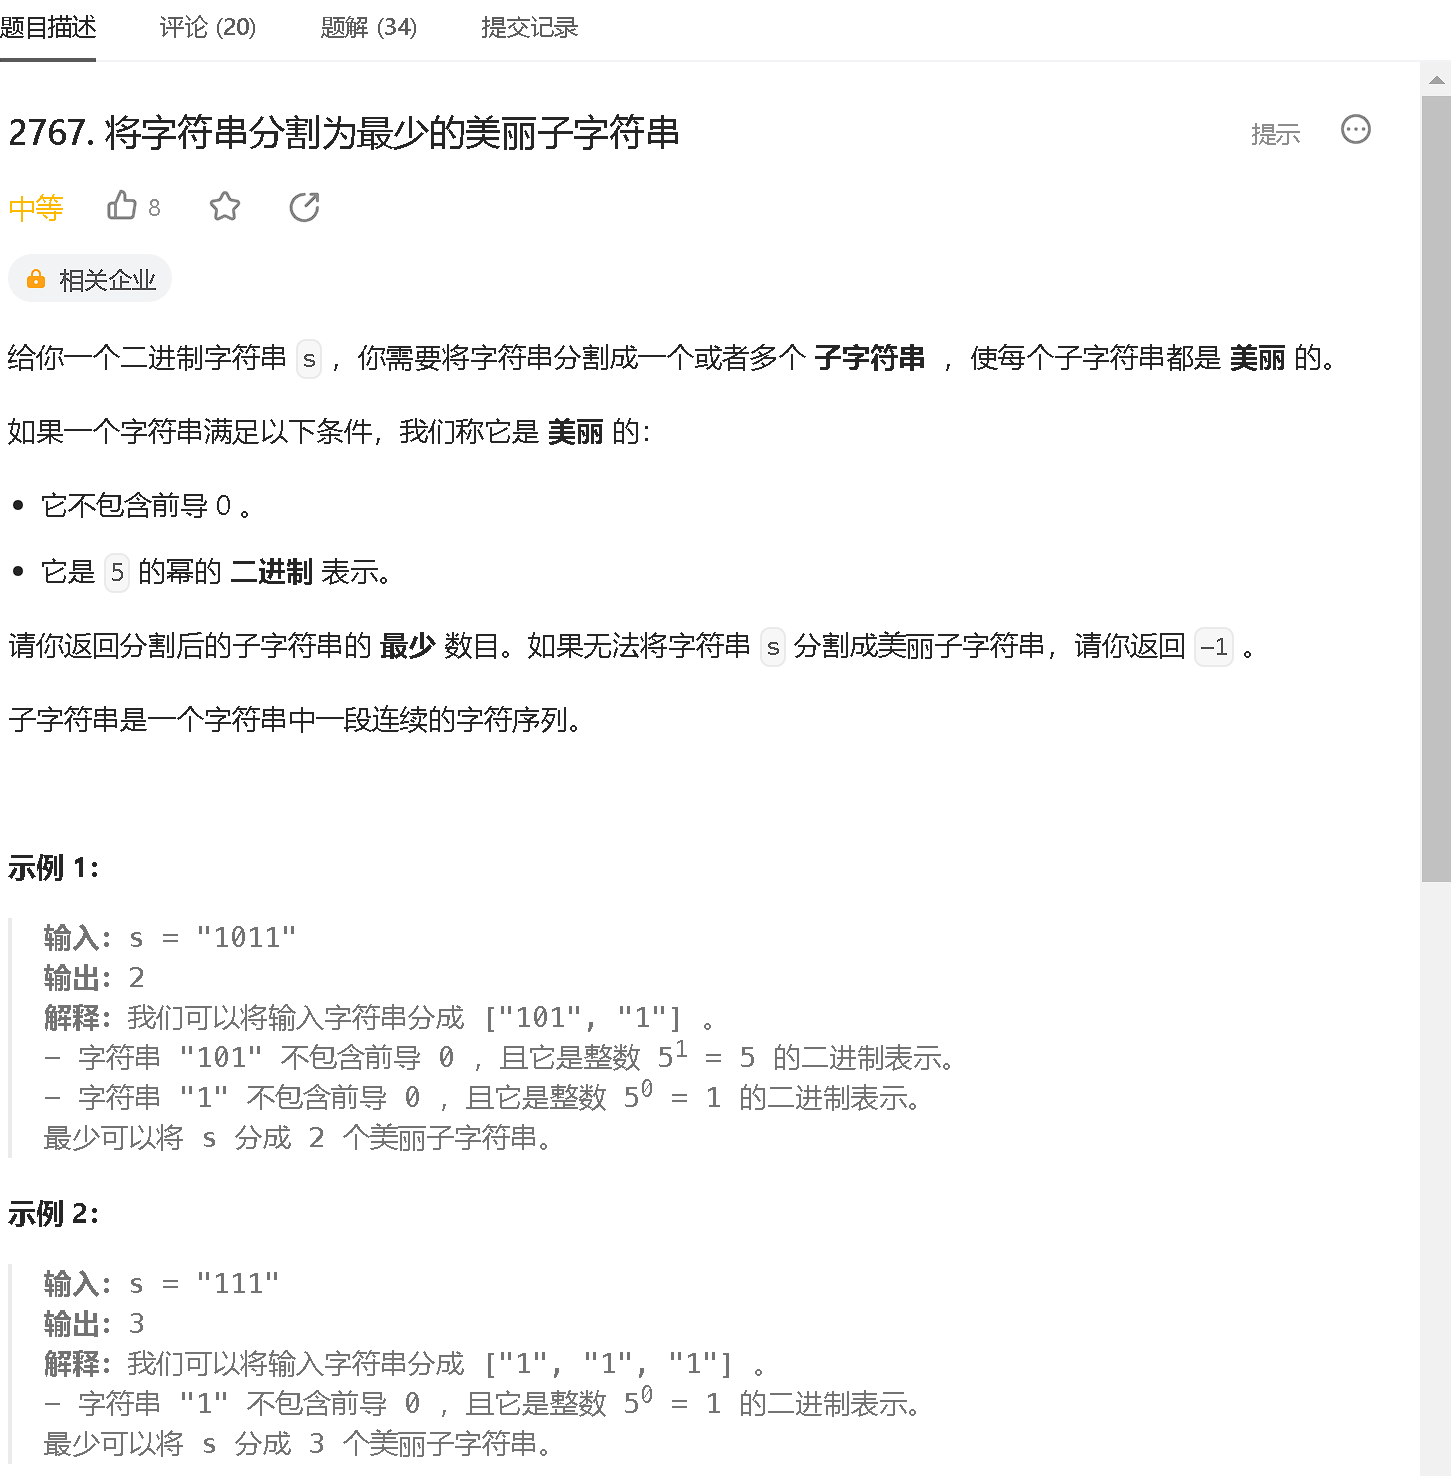 题目描述 评论 (20) 题解 (34) 提交记录
2767. 将字符串分割为最少的美丽子字符串 提示
中等 8
相关企业
给你一个二进制字符串 s ，你需要将字符串分割成一个或者多个 子字符串 ，使每个子字符串都是 美丽 的。
如果一个字符串满足以下条件，我们称它是 美丽 的：
• 它不包含前导 0 。
• 它是 5 的幂的 二进制 表示。
请你返回分割后的子字符串的 最少 数目。如果无法将字符串 s 分割成美丽子字符串，请你返回 -1 。
子字符串是一个字符串中一段连续的字符序列。
示例 1：
输入：s = "1011"
输出：2
解释：我们可以将输入字符串分成 ["101", "1"] 。
- 字符串 "101" 不包含前导 0 ，且它是整数 5¹ = 5 的二进制表示。
- 字符串 "1" 不包含前导 0 ，且它是整数 5⁰ = 1 的二进制表示。
最少可以将 s 分成 2 个美丽子字符串。
示例 2：
输入：s = "111"
输出：3
解释：我们可以将输入字符串分成 ["1", "1", "1"] 。
- 字符串 "1" 不包含前导 0 ，且它是整数 5⁰ = 1 的二进制表示。
最少可以将 s 分成 3 个美丽子字符串。